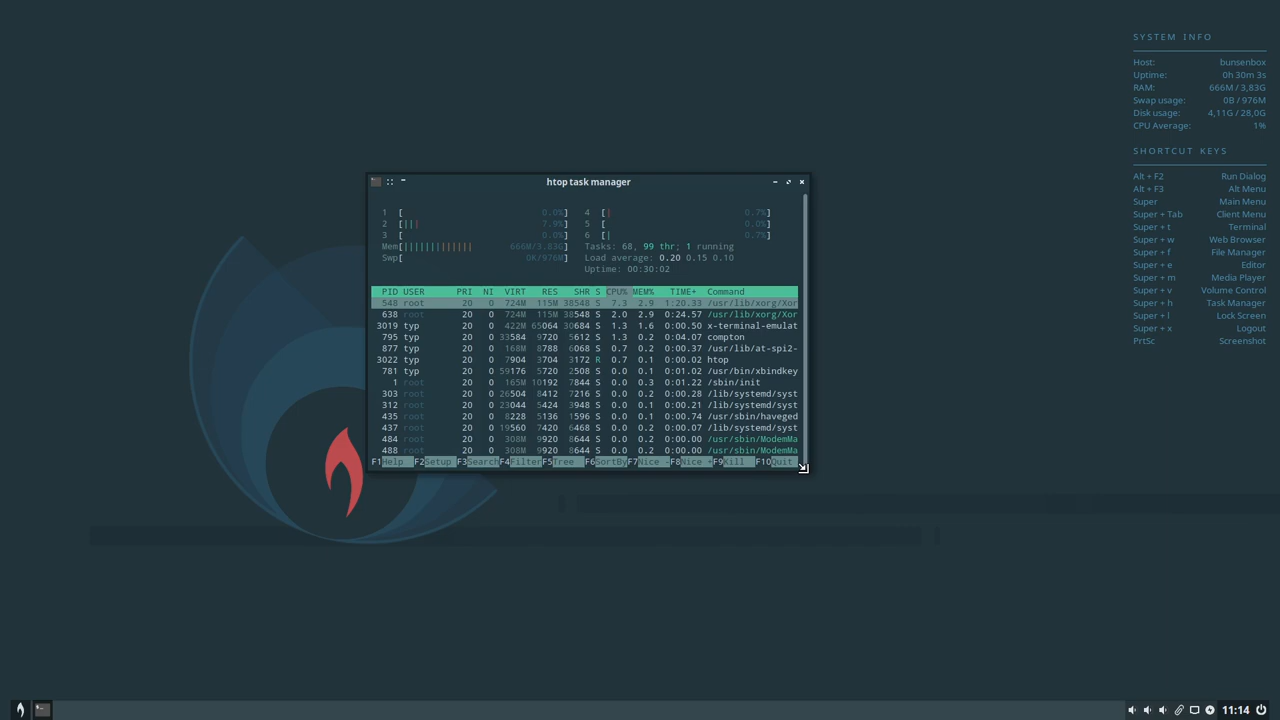 SYSTEM INFO
Host: bunsenbox
Uptime: 0h 30m 3s
RAM: 666M / 3,83G
Swap usage: 0B / 976M
Disk usage: 4,11G / 28,0G
CPU Average: 1%
SHORTCUT KEYS
Alt + F2 Run Dialog
Alt + F3 Alt Menu
Super Main Menu
Super + Tab Client Menu
Super + t Terminal
Super + w Web Browser
Super + f File Manager
Super + e Editor
Super + m Media Player
Super + v Volume Control
Super + h Task Manager
Super + l Lock Screen
Super + x Logout
PrtSc Screenshot
htop task manager
1 [ 0.0%] 4 [| 0.7%]
2 [||| 7.9%] 5 [ 0.0%]
3 [ 0.0%] 6 [| 0.7%]
Mem[||||||||||||| 666M/3.83G] Tasks: 68, 99 thr; 1 running
Swp[ 0K/976M] Load average: 0.20 0.15 0.10
Uptime: 00:30:02
PID USER PRI NI VIRT RES SHR S CPU% MEM% TIME+ Command
548 root 20 0 724M 115M 38548 S 7.3 2.9 1:20.33 /usr/lib/xorg/Xor
638 root 20 0 724M 115M 38548 S 2.0 2.9 0:24.57 /usr/lib/xorg/Xor
3019 typ 20 0 422M 65064 30684 S 1.3 1.6 0:00.50 x-terminal-emulat
795 typ 20 0 33584 9720 5612 S 1.3 0.2 0:04.07 compton
877 typ 20 0 168M 8788 6068 S 0.7 0.2 0:00.37 /usr/lib/at-spi2-
3022 typ 20 0 7904 3704 3172 R 0.7 0.1 0:00.02 htop
781 typ 20 0 59176 5720 2508 S 0.0 0.1 0:01.02 /usr/bin/xbindkey
1 root 20 0 165M 10192 7844 S 0.0 0.3 0:01.22 /sbin/init
303 root 20 0 26504 8412 7216 S 0.0 0.2 0:00.28 /lib/systemd/syst
312 root 20 0 23044 5424 3948 S 0.0 0.1 0:00.21 /lib/systemd/syst
435 root 20 0 8228 5136 1596 S 0.0 0.1 0:00.74 /usr/sbin/haveged
437 root 20 0 19560 7420 6468 S 0.0 0.2 0:00.07 /lib/systemd/syst
484 root 20 0 308M 9920 8644 S 0.0 0.2 0:00.00 /usr/sbin/ModemMa
488 root 20 0 308M 9920 8644 S 0.0 0.2 0:00.00 /usr/sbin/ModemMa
F1Help F2Setup F3SearchF4FilterF5Tree F6SortByF7Nice -F8Nice +F9Kill F10Quit
11:14